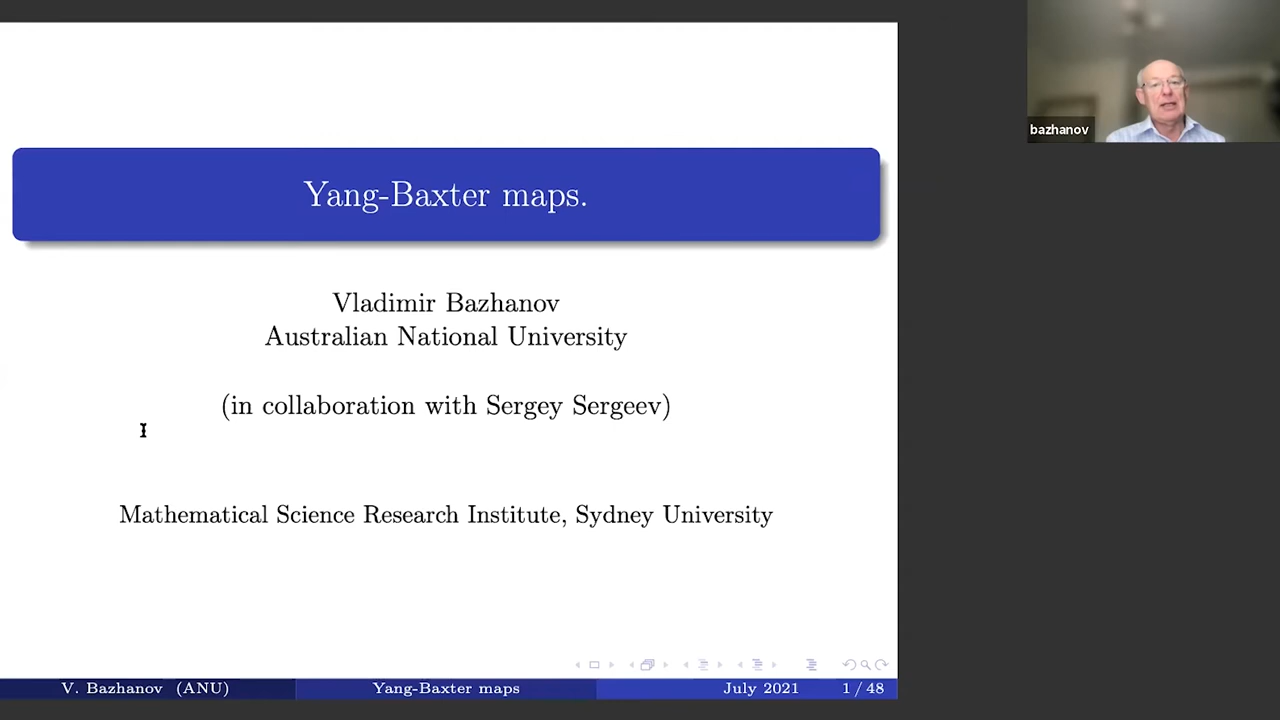 bazhanov
Yang-Baxter maps.
Vladimir Bazhanov
Australian National University
(in collaboration with Sergey Sergeev)
Mathematical Science Research Institute, Sydney University
V. Bazhanov (ANU)
Yang-Baxter maps
July 2021
1 / 48